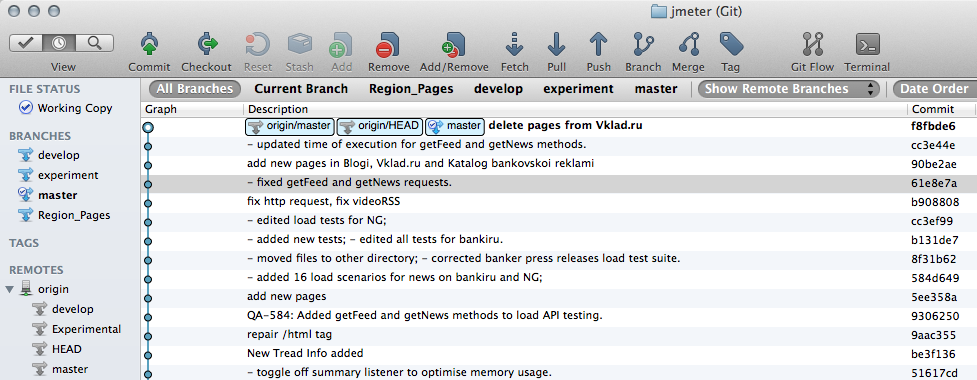 jmeter (Git)
View Commit Checkout Reset Stash Add Remove Add/Remove Fetch Pull Push Branch Merge Tag Git Flow Terminal
FILE STATUS
Working Copy
BRANCHES
develop
experiment
master
Region_Pages
TAGS
REMOTES
origin
develop
Experimental
HEAD
master
All Branches Current Branch Region_Pages develop experiment master Show Remote Branches Date Order
Graph Description Commit
origin/master origin/HEAD master delete pages from Vklad.ru f8fbde6
- updated time of execution for getFeed and getNews methods. cc3e44e
add new pages in Blogi, Vklad.ru and Katalog bankovskoi reklami 90be2ae
- fixed getFeed and getNews requests. 61e8e7a
fix http request, fix videoRSS b908808
- edited load tests for NG; cc3ef99
- added new tests; - edited all tests for bankiru. b131de7
- moved files to other directory; - corrected banker press releases load test suite. 8f31b62
- added 16 load scenarios for news on bankiru and NG; 584d649
add new pages 5ee358a
QA-584: Added getFeed and getNews methods to load API testing. 9306250
repair /html tag 9aac355
New Tread Info added be3f136
- toggle off summary listener to optimise memory usage. 51617cd